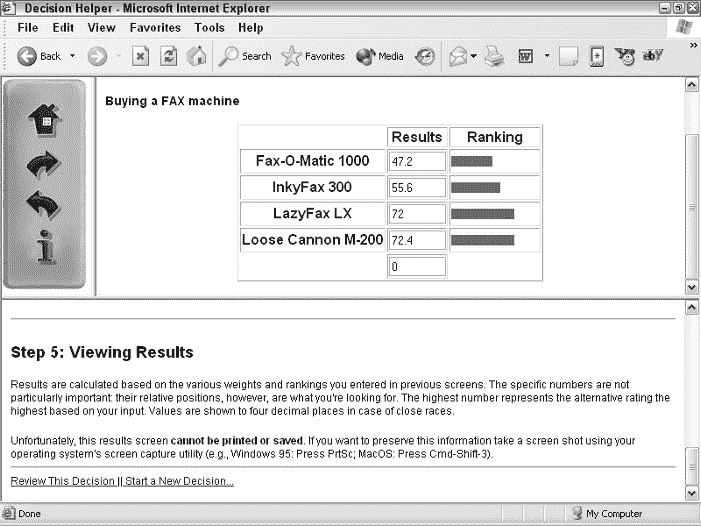 Decision Helper - Microsoft Internet Explorer
File Edit View Favorites Tools Help
Back Search Favorites Media
Buying a FAX machine
Results Ranking
Fax-O-Matic 1000 47.2
InkyFax 300 55.6
LazyFax LX 72
Loose Cannon M-200 72.4
0
Step 5: Viewing Results
Results are calculated based on the various weights and rankings you entered in previous screens. The specific numbers are not
particularly important: their relative positions, however, are what you're looking for. The highest number represents the alternative rating the
highest based on your input. Values are shown to four decimal places in case of close races.
Unfortunately, this results screen cannot be printed or saved. If you want to preserve this information take a screen shot using your
operating system's screen capture utility (e.g., Windows 95: Press PrtSc; MacOS: Press Cmd-Shift-3).
Review This Decision || Start a New Decision...
Done My Computer